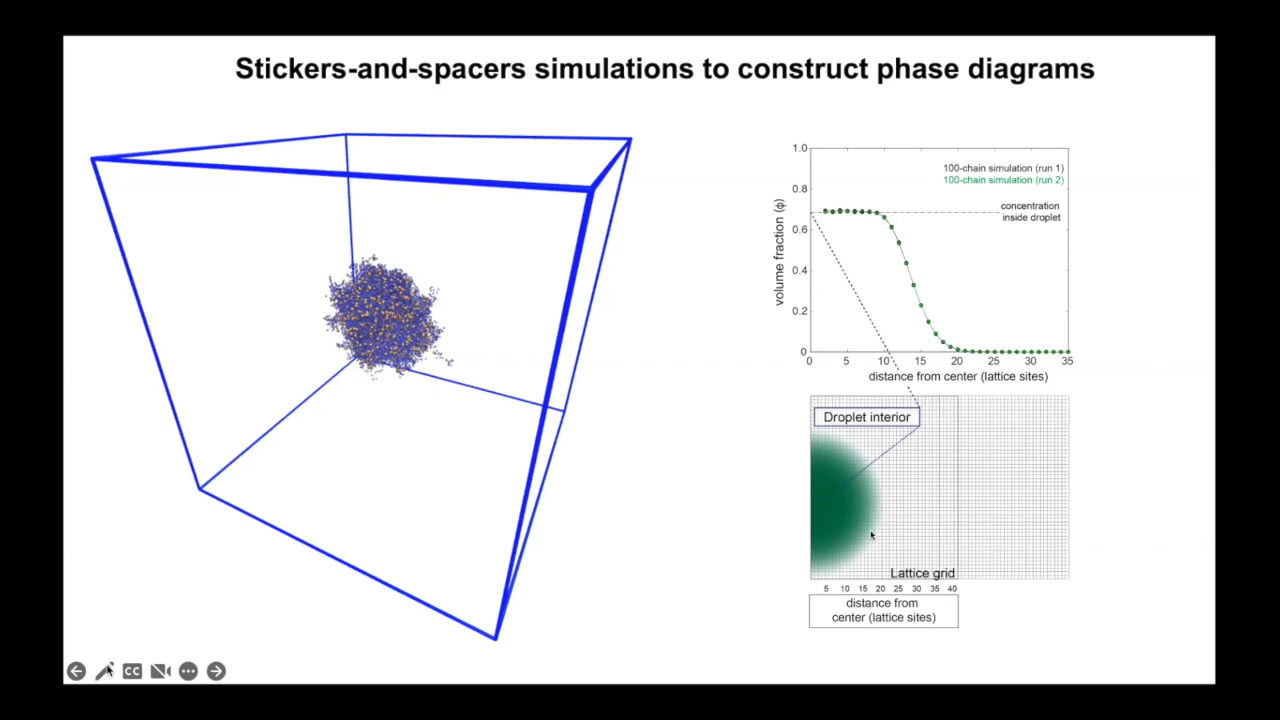 Stickers-and-spacers simulations to construct phase diagrams
1.0
0.8
0.6
0.4
0.2
0
volume fraction (ϕ)
100-chain simulation (run 1)
100-chain simulation (run 2)
concentration
inside droplet
0 5 10 15 20 25 30 35
distance from center (lattice sites)
Droplet interior
Lattice grid
5 10 15 20 25 30 35 40
distance from
center (lattice sites)
CC